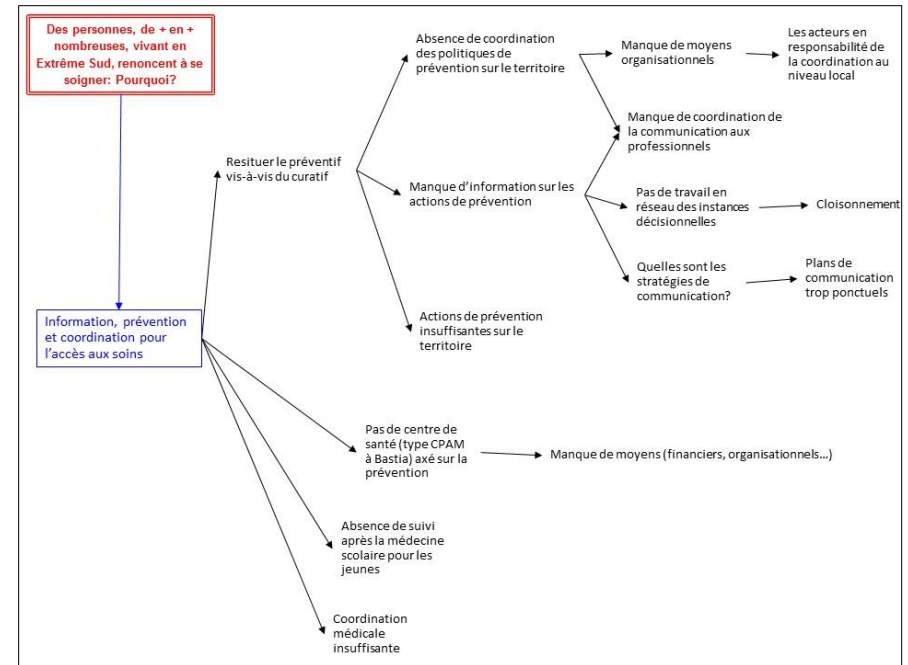 Des personnes, de + en +
nombreuses, vivant en
Extrême Sud, renoncent à se
soigner: Pourquoi?
Information, prévention
et coordination pour
l'accès aux soins
Resituer le préventif
vis-à-vis du curatif
Absence de coordination
des politiques de
prévention sur le territoire
Manque d'information sur les
actions de prévention
Actions de prévention
insuffisantes sur le
territoire
Manque de moyens
organisationnels
Les acteurs en
responsabilité de
la coordination au
niveau local
Manque de coordination de
la communication aux
professionnels
Pas de travail en
réseau des instances
décisionnelles
Cloisonnement
Quelles sont les
stratégies de
communication?
Plans de
communication
trop ponctuels
Pas de centre de
santé (type CPAM
à Bastia) axé sur la
prévention
Manque de moyens (financiers, organisationnels…)
Absence de suivi
après la médecine
scolaire pour les
jeunes
Coordination
médicale
insuffisante